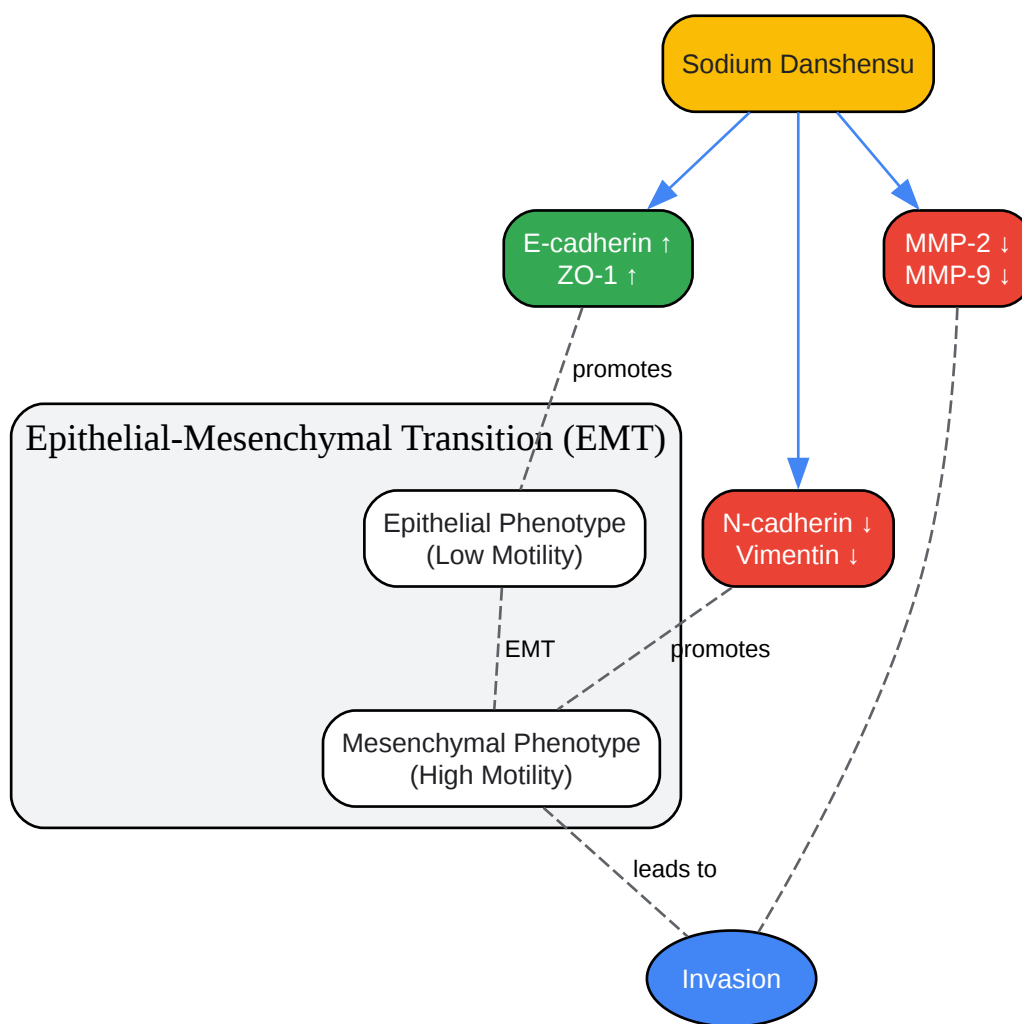 Sodium Danshensu
E-cadherin ↑
ZO-1 ↑
MMP-2 ↓
MMP-9 ↓
promotes
Epithelial-Mesenchymal Transition (EMT)
Epithelial Phenotype
(Low Motility)
N-cadherin ↓
Vimentin ↓
EMT
promotes
Mesenchymal Phenotype
(High Motility)
leads to
Invasion